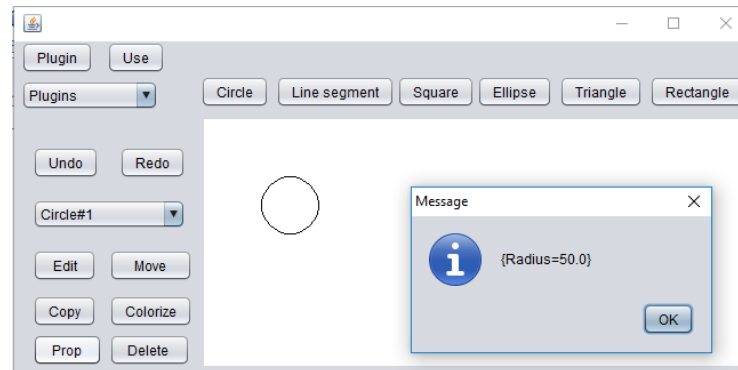 Plugin Use
Plugins
Circle Line segment Square Ellipse Triangle Rectangle
Undo Redo
Circle#1
Edit Move
Copy Colorize
Prop Delete
Message
{Radius=50.0}
OK